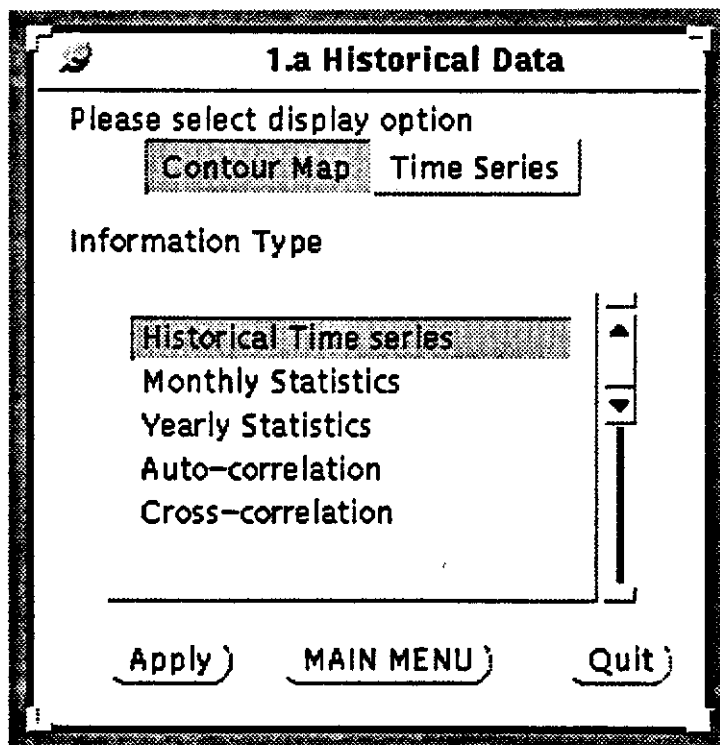 1.a Historical Data
Please select display option
Contour Map Time Series
Information Type
Historical Time series
Monthly Statistics
Yearly Statistics
Auto-correlation
Cross-correlation
Apply MAIN MENU Quit